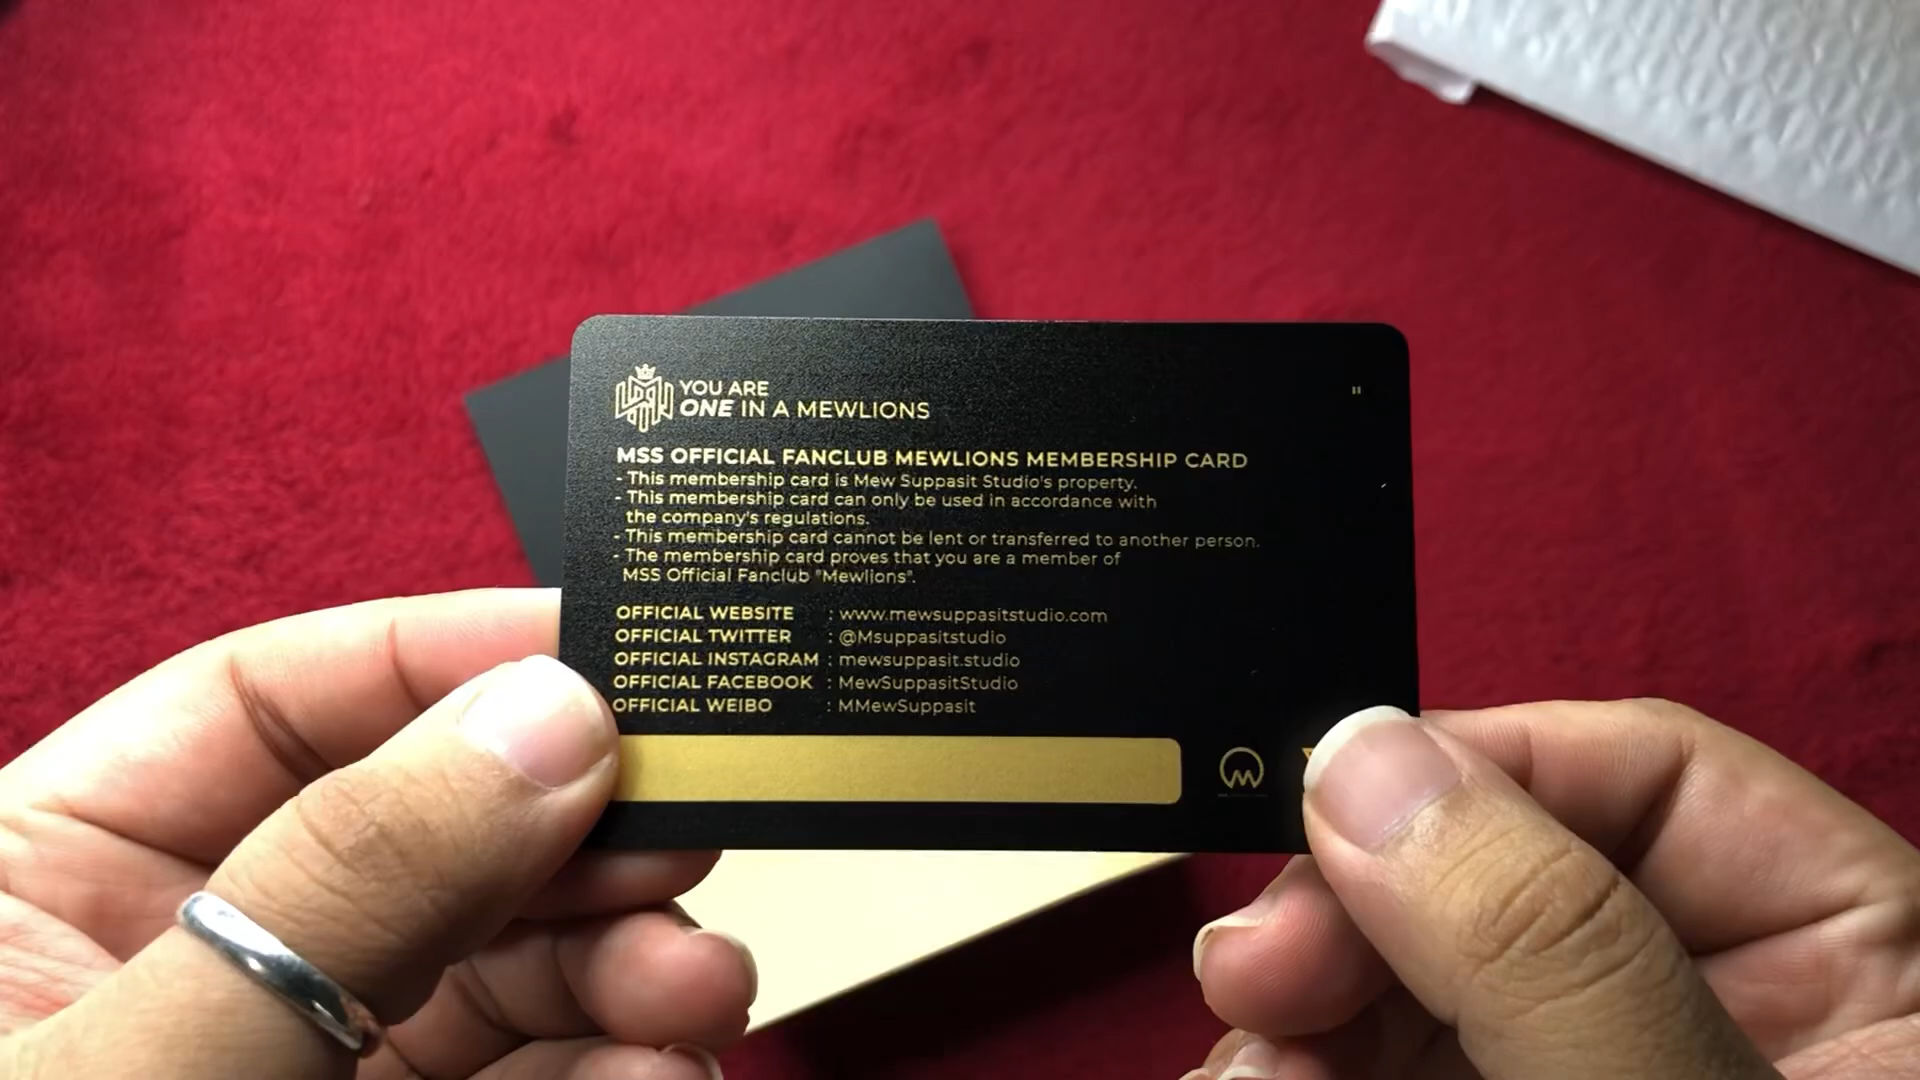 YOU ARE
ONE IN A MEWLIONS
MSS OFFICIAL FANCLUB MEWLIONS MEMBERSHIP CARD
- This membership card is Mew Suppasit Studio's property.
- This membership card can only be used in accordance with
the company's regulations.
- This membership card cannot be lent or transferred to another person.
- The membership card proves that you are a member of
MSS Official Fanclub "Mewlions".
OFFICIAL WEBSITE : www.mewsuppasitstudio.com
OFFICIAL TWITTER : @Msuppasitstudio
OFFICIAL INSTAGRAM : mewsuppasit.studio
OFFICIAL FACEBOOK : MewSuppasitStudio
OFFICIAL WEIBO : MMewSuppasit